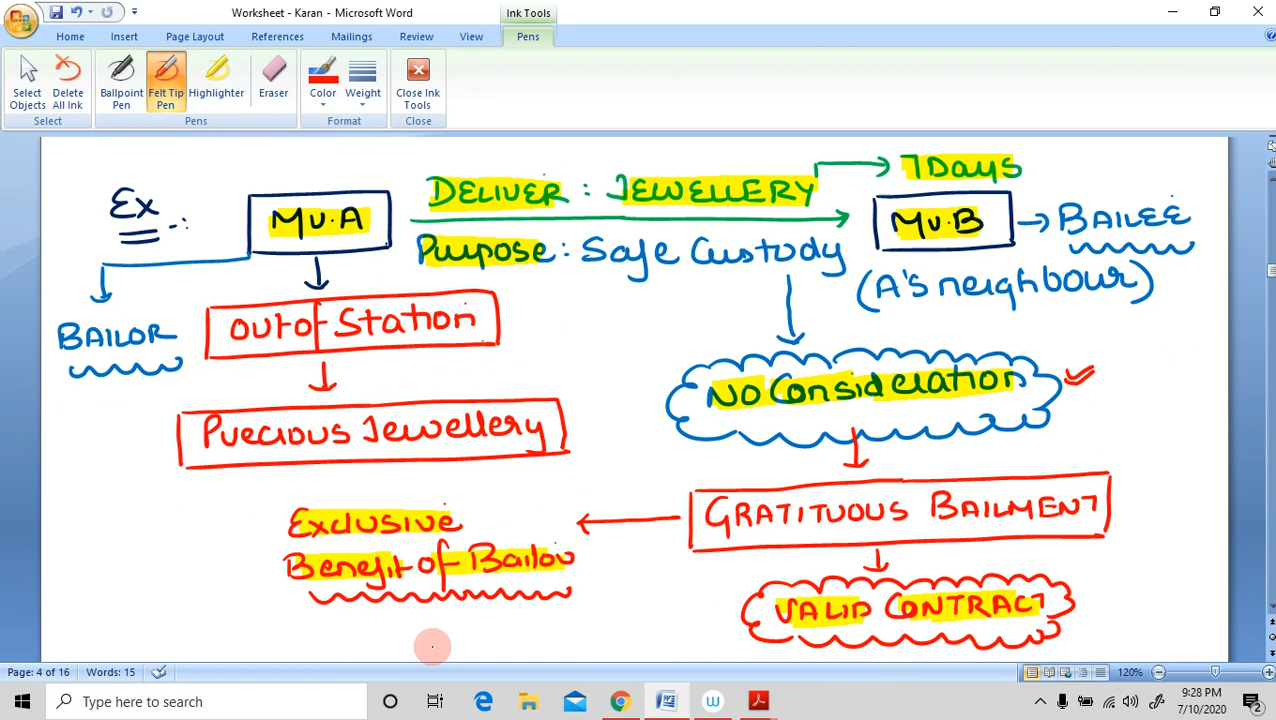 Worksheet - Karan - Microsoft Word
Ink Tools
Home Insert Page Layout References Mailings Review View Pens
Select Objects
Delete All Ink
Ballpoint Pen
Felt Tip Pen
Highlighter
Eraser
Color
Weight
Close Ink Tools
Select Pens Format Close
Ex
Mr. A
DELIVER : JEWELLERY
7 Days
Purpose : Safe Custody
Mr. B
BAILEE
(A's neighbour)
BAILOR
out of Station
Precious Jewellery
No Consideration
GRATITUOUS BAILMENT
Exclusive
Benefit of Bailor
VALID CONTRACT
Page: 4 of 16 Words: 15 120%
Type here to search
9:28 PM
7/10/2020
2